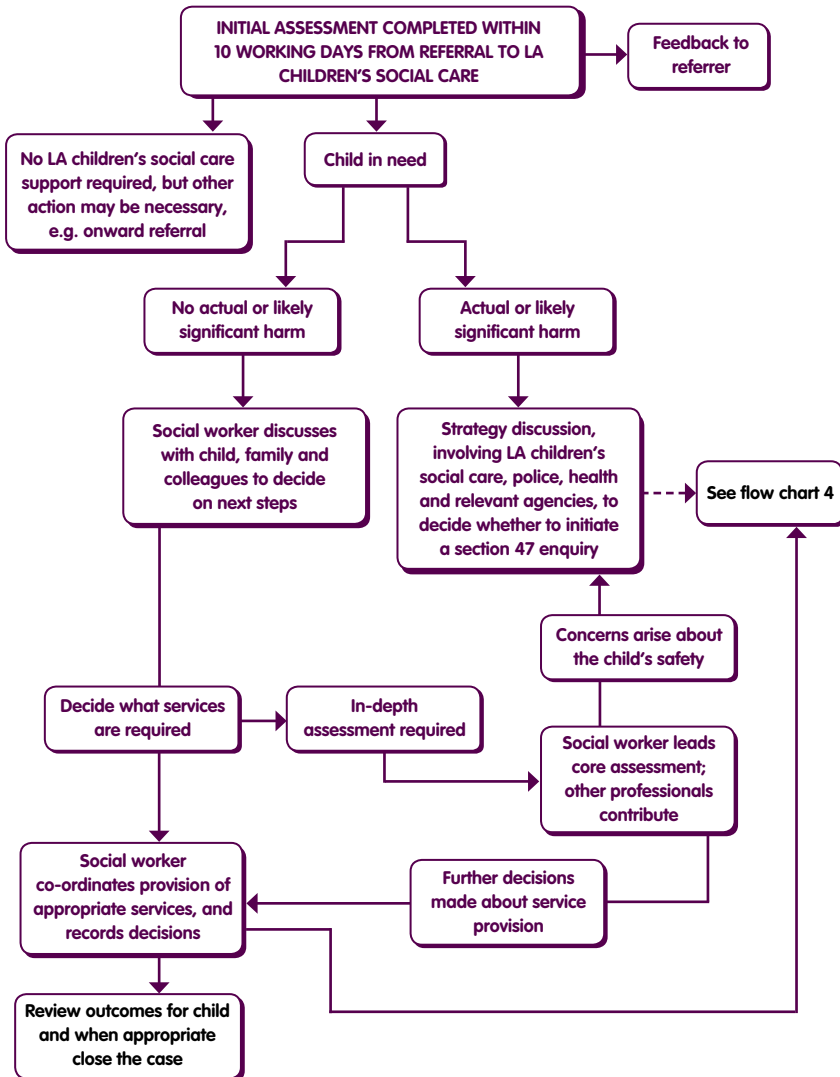 INITIAL ASSESSMENT COMPLETED WITHIN
10 WORKING DAYS FROM REFERRAL TO LA
CHILDREN'S SOCIAL CARE
Feedback to
referrer
No LA children's social care
support required, but other
action may be necessary,
e.g. onward referral
Child in need
No actual or likely
significant harm
Actual or likely
significant harm
Social worker discusses
with child, family and
colleagues to decide
on next steps
Strategy discussion,
involving LA children's
social care, police, health
and relevant agencies, to
decide whether to initiate
a section 47 enquiry
See flow chart 4
Concerns arise about
the child's safety
Decide what services
are required
In-depth
assessment required
Social worker leads
core assessment;
other professionals
contribute
Social worker
co-ordinates provision of
appropriate services, and
records decisions
Further decisions
made about service
provision
Review outcomes for child
and when appropriate
close the case